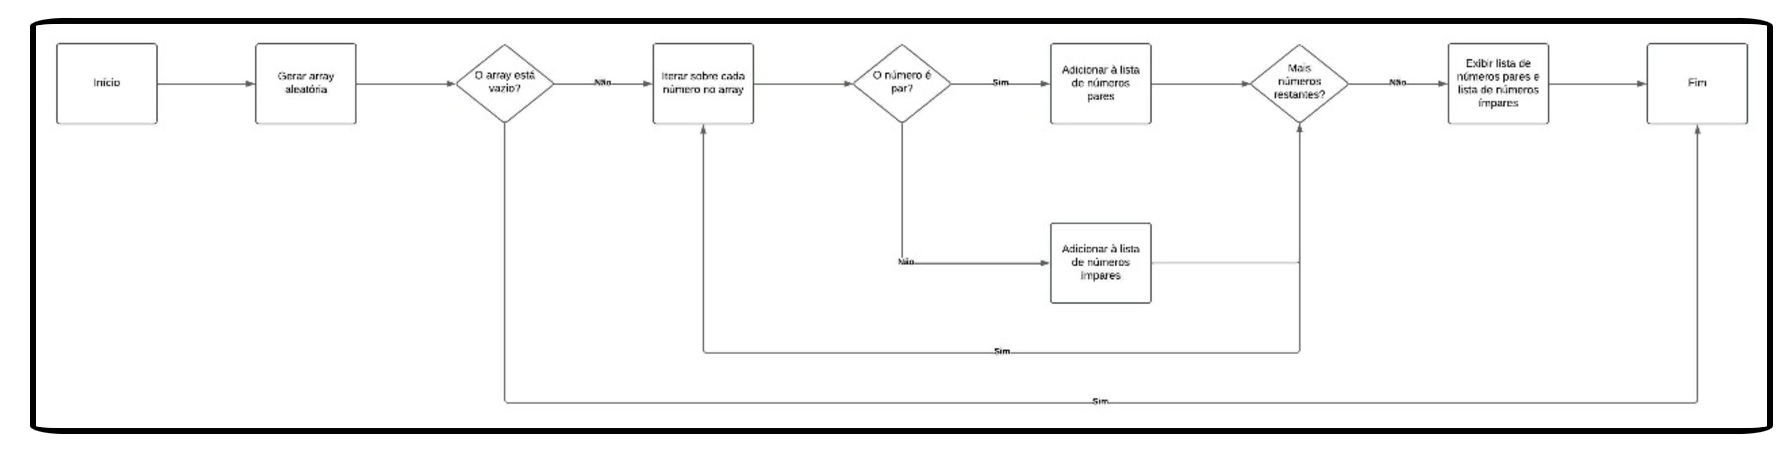 Início
Gerar array
aleatória
O array está
vazio?
Não
Iterar sobre cada
número no array
O número é
par?
Sim
Adicionar à lista
de números
pares
Mais
números
restantes?
Não
Exibir lista de
números pares e
lista de números
ímpares
Fim
Não
Adicionar à lista
de números
ímpares
Sim
Sim